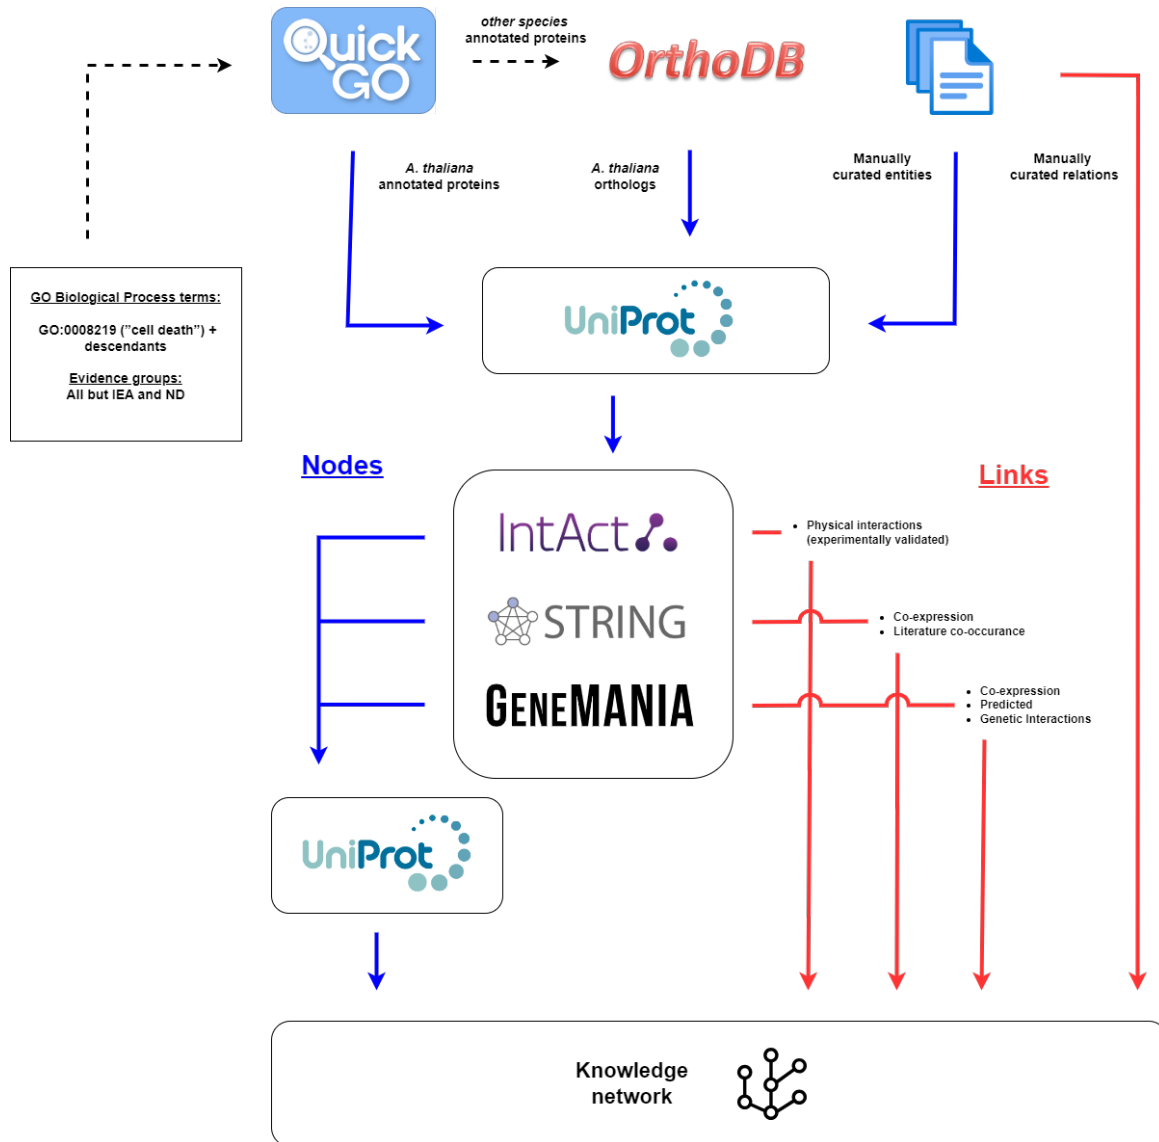 Quick
GO
other species
annotated proteins
OrthoDB
A. thaliana
annotated proteins
A. thaliana
orthologs
Manually
curated entities
Manually
curated relations
GO Biological Process terms:
GO:0008219 ("cell death") +
descendants
Evidence groups:
All but IEA and ND
UniProt
Nodes
Links
IntAct
• Physical interactions
(experimentally validated)
STRING
• Co-expression
• Literature co-occurance
GENEMANIA
• Co-expression
• Predicted
• Genetic Interactions
UniProt
Knowledge
network